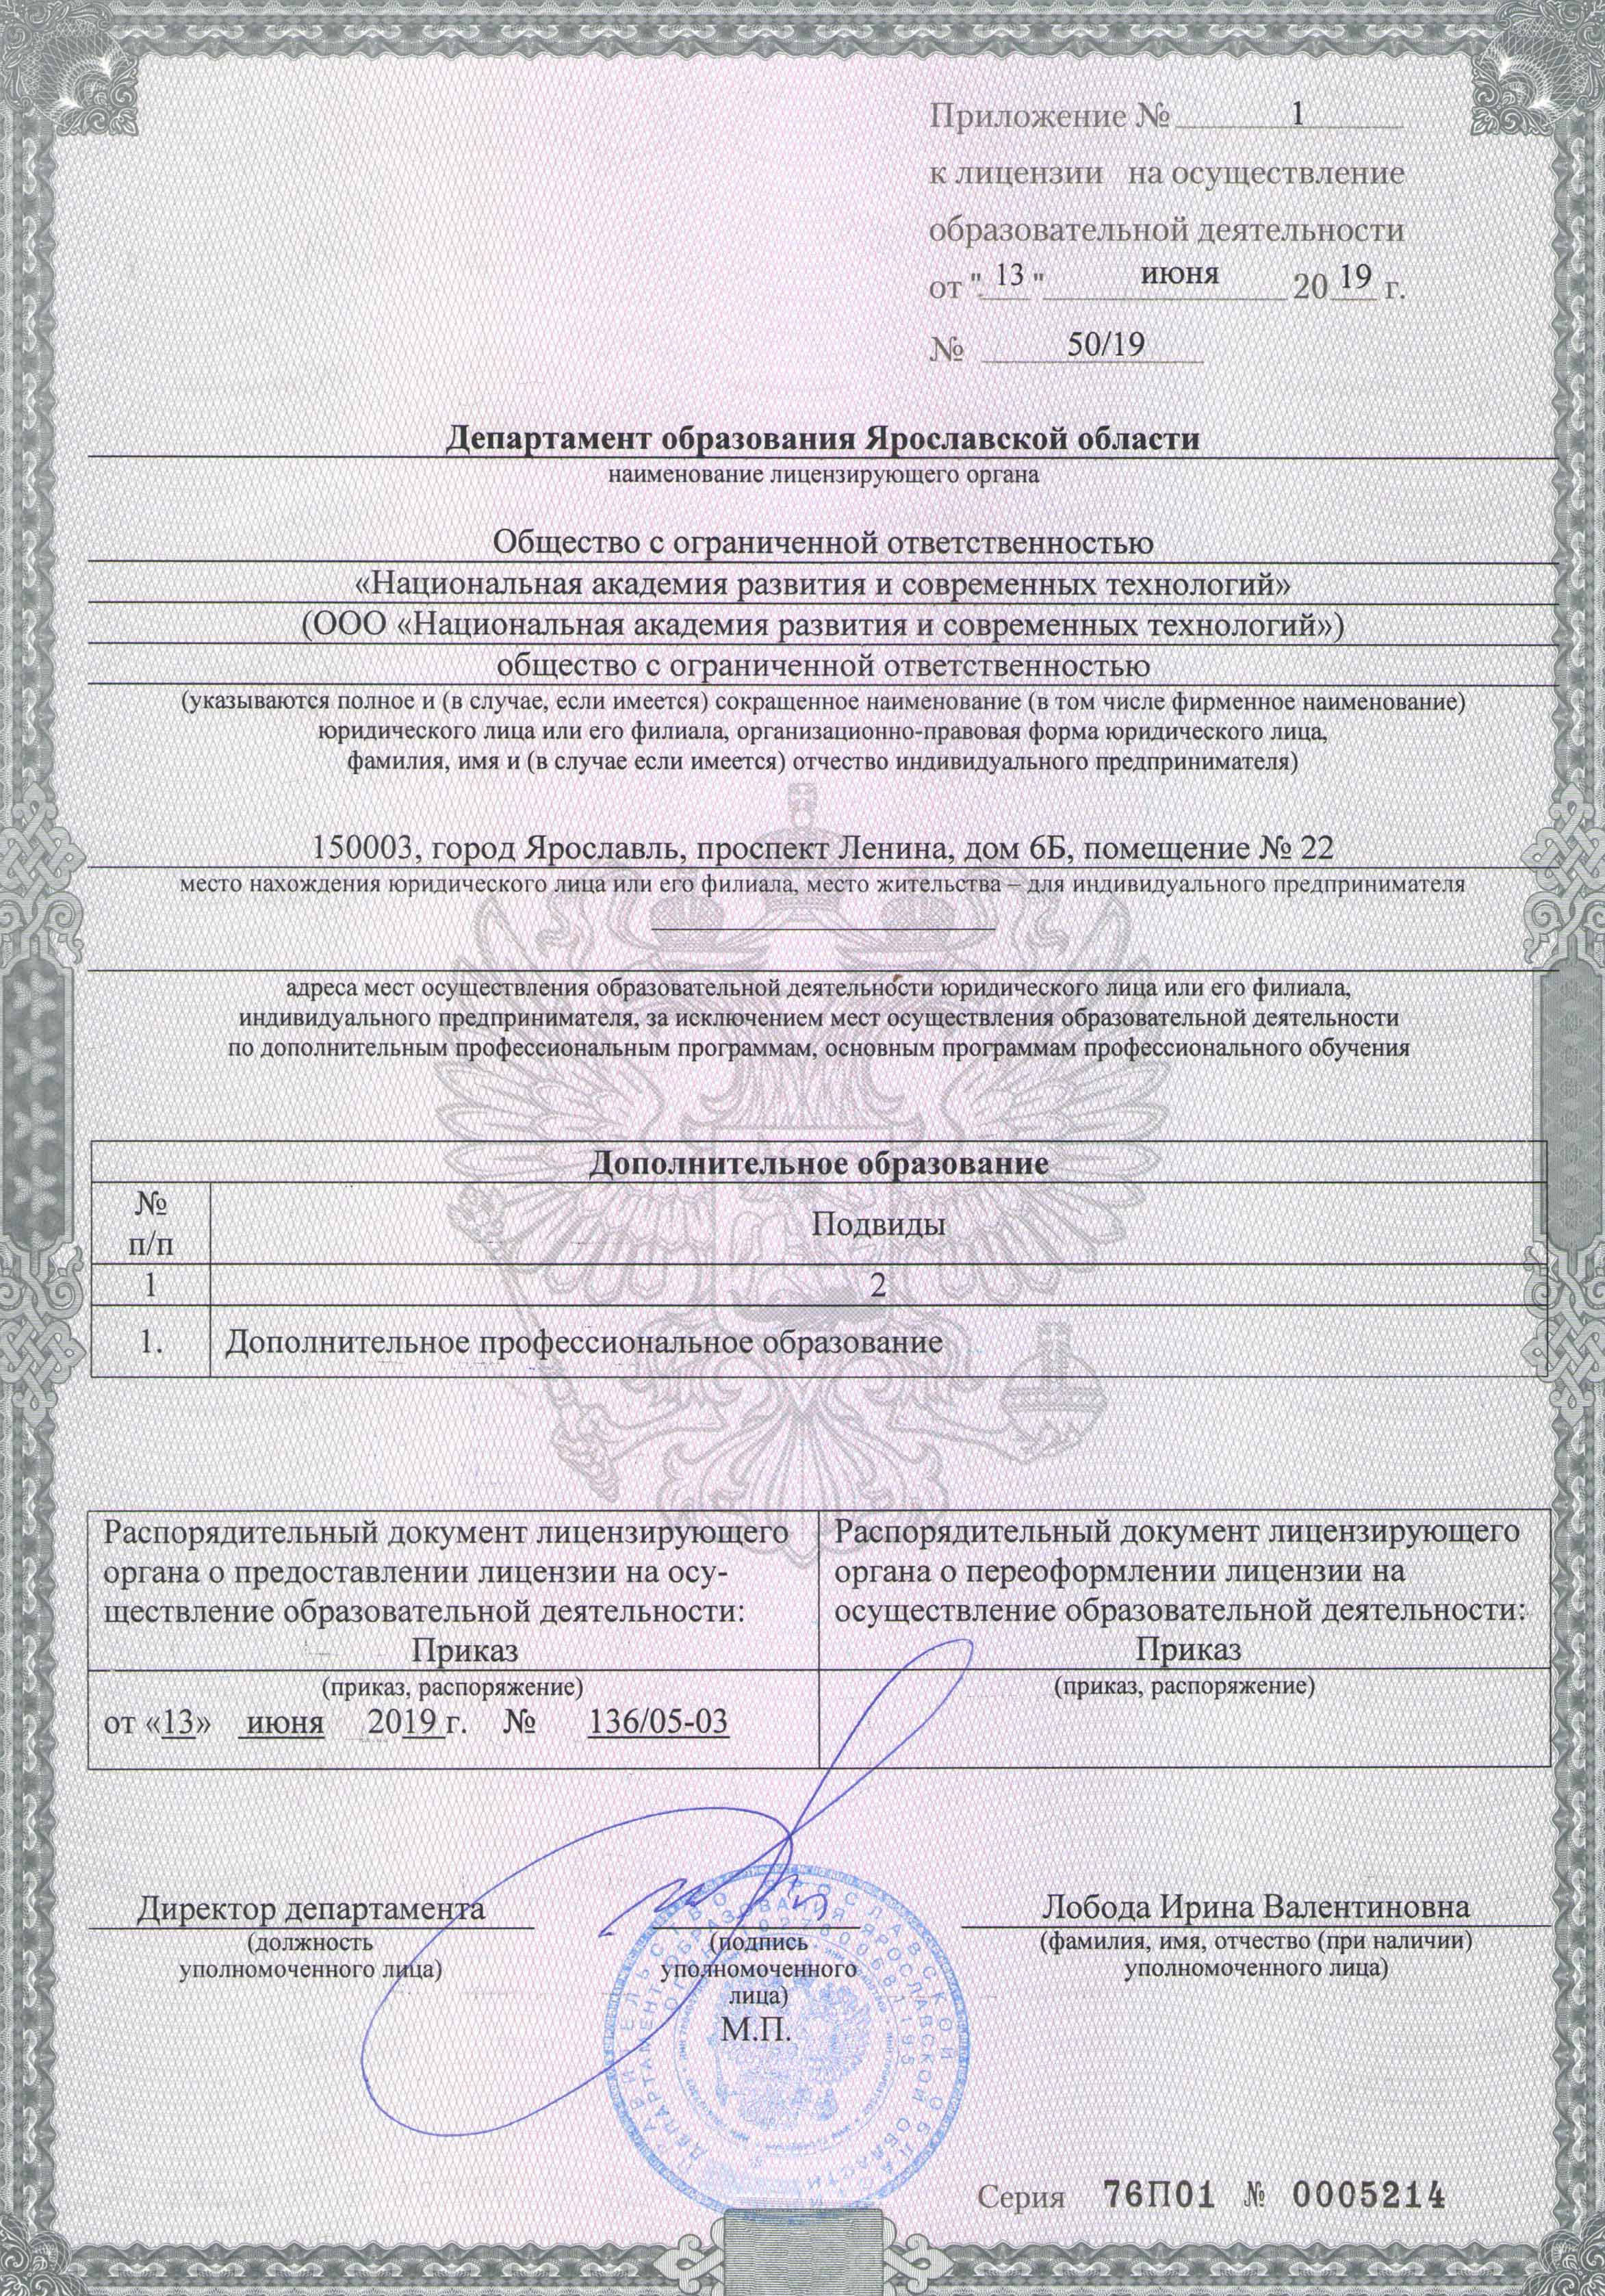 Приложение № 1
к лицензии на осуществление
образовательной деятельности
от "13" июня 2019 г.
№ 50/19
Департамент образования Ярославской области
наименование лицензирующего органа
Общество с ограниченной ответственностью
«Национальная академия развития и современных технологий»
(ООО «Национальная академия развития и современных технологий»)
общество с ограниченной ответственностью
(указываются полное и (в случае, если имеется) сокращенное наименование (в том числе фирменное наименование)
юридического лица или его филиала, организационно-правовая форма юридического лица,
фамилия, имя и (в случае если имеется) отчество индивидуального предпринимателя)
150003, город Ярославль, проспект Ленина, дом 6Б, помещение № 22
место нахождения юридического лица или его филиала, место жительства – для индивидуального предпринимателя
адреса мест осуществления образовательной деятельности юридического лица или его филиала,
индивидуального предпринимателя, за исключением мест осуществления образовательной деятельности
по дополнительным профессиональным программам, основным программам профессионального обучения
Дополнительное образование
№
п/п
Подвиды
1
2
1.
Дополнительное профессиональное образование
Распорядительный документ лицензирующего
органа о предоставлении лицензии на осу-
ществление образовательной деятельности:
Приказ
(приказ, распоряжение)
от «13» июня 2019 г. № 136/05-03
Распорядительный документ лицензирующего
органа о переоформлении лицензии на
осуществление образовательной деятельности:
Приказ
(приказ, распоряжение)
Директор департамента
(должность
уполномоченного лица)
(подпись
уполномоченного
лица)
М.П.
Лобода Ирина Валентиновна
(фамилия, имя, отчество (при наличии)
уполномоченного лица)
ПРАВИТЕЛЬСТВО ЯРОСЛАВСКОЙ ОБЛАСТИ
ДЕПАРТАМЕНТ ОБРАЗОВАНИЯ ЯРОСЛАВСКОЙ ОБЛАСТИ
ОГРН 1027600681195
Серия 76П01 № 0005214